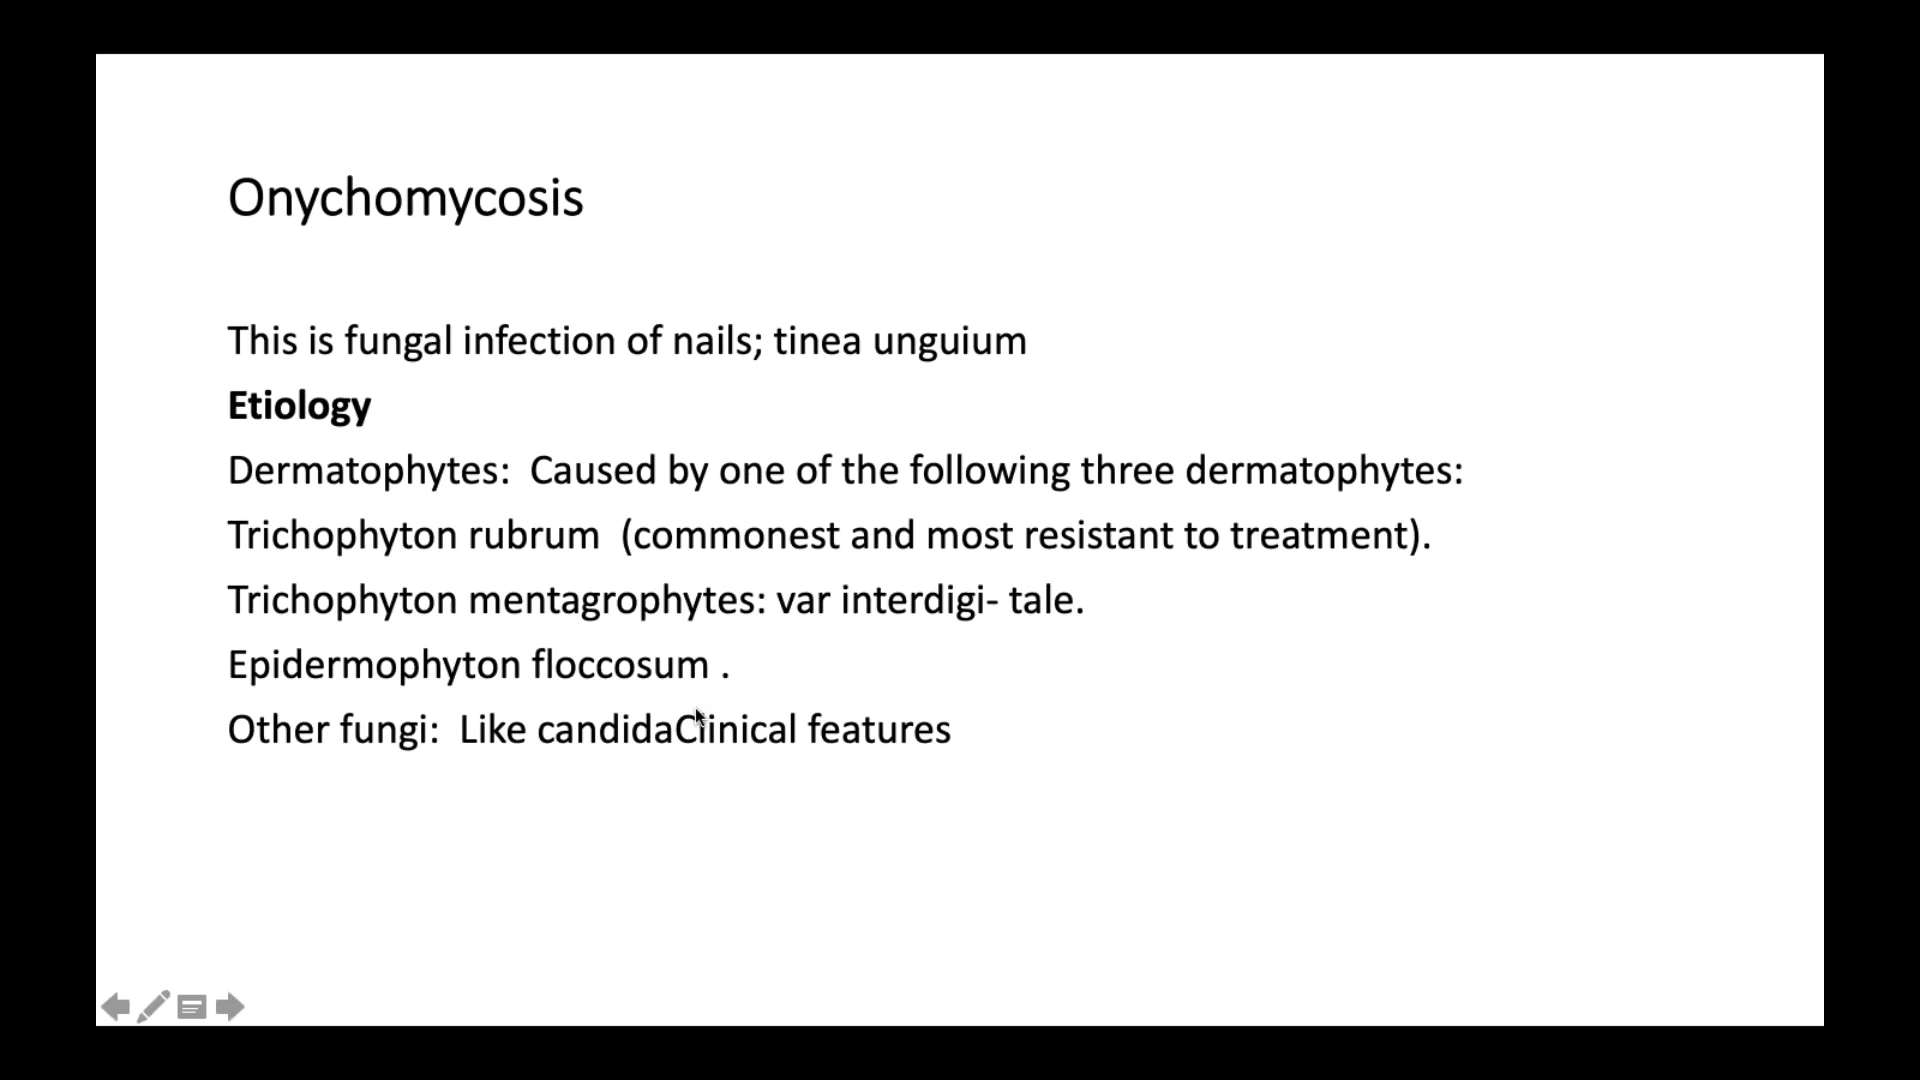 Onychomycosis
This is fungal infection of nails; tinea unguium
Etiology
Dermatophytes:  Caused by one of the following three dermatophytes:
Trichophyton rubrum  (commonest and most resistant to treatment).
Trichophyton mentagrophytes: var interdigi- tale.
Epidermophyton floccosum .
Other fungi:  Like candidaClinical features